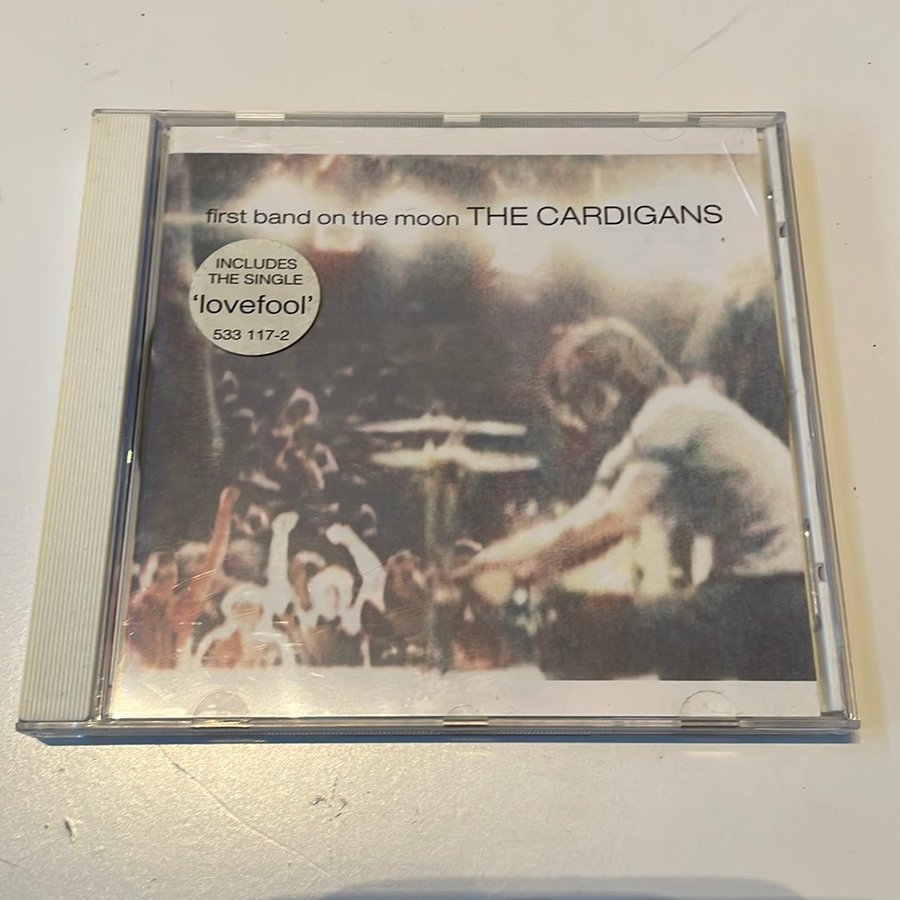 first band on the moon THE CARDIGANS
INCLUDES
THE SINGLE
‘lovefool’
533 117-2